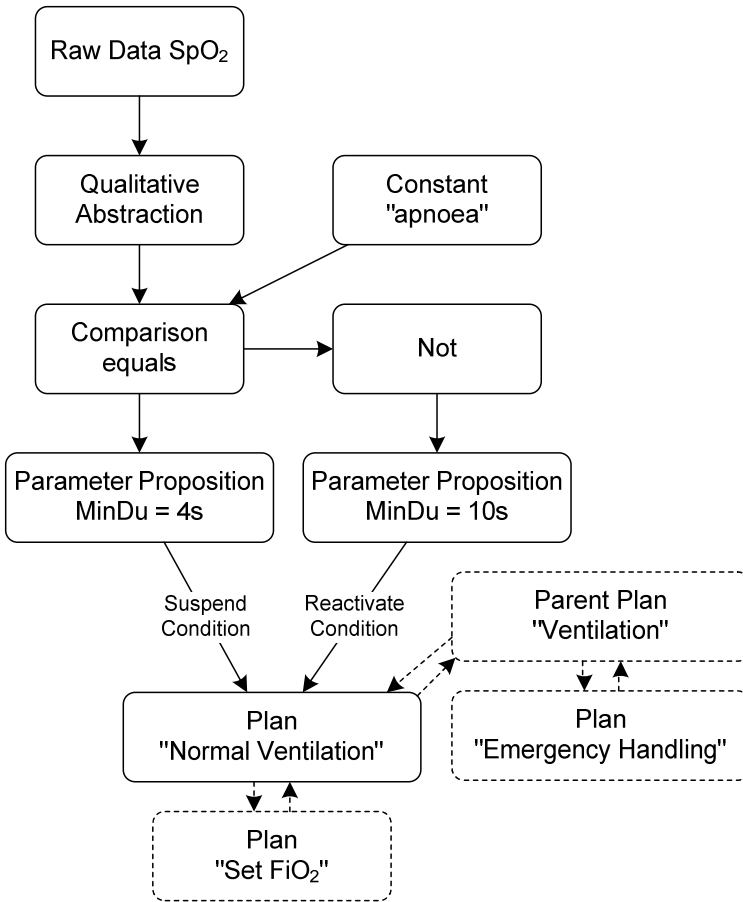 Raw Data SpO₂
Qualitative
Abstraction
Constant
"apnoea"
Comparison
equals
Not
Parameter Proposition
MinDu = 4s
Parameter Proposition
MinDu = 10s
Suspend
Condition
Reactivate
Condition
Parent Plan
"Ventilation"
Plan
"Normal Ventilation"
Plan
"Emergency Handling"
Plan
"Set FiO₂"